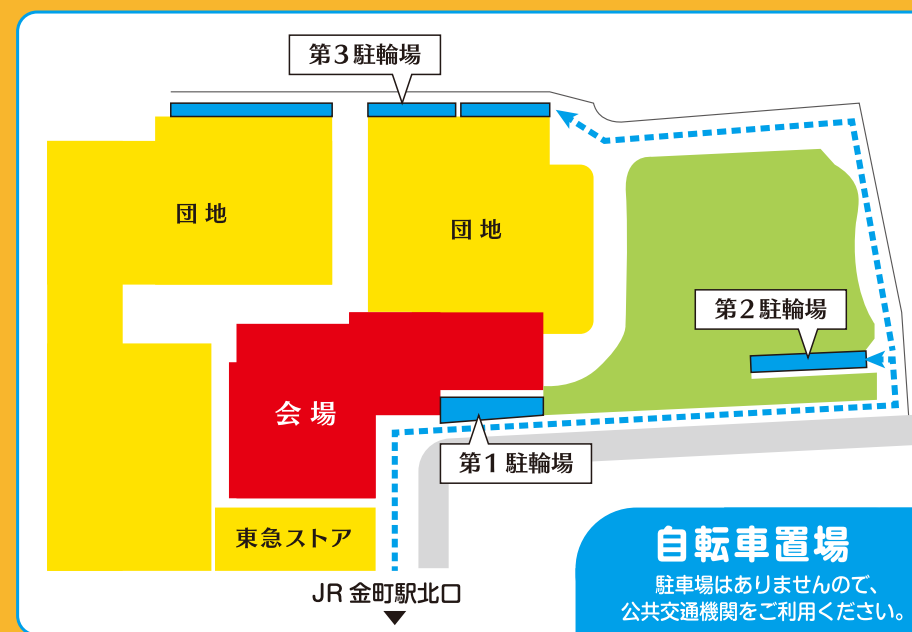 第3駐輪場
団地
団地
第2駐輪場
会場
第1駐輪場
東急ストア
JR 金町駅北口
自転車置場
駐車場はありませんので、
公共交通機関をご利用ください。